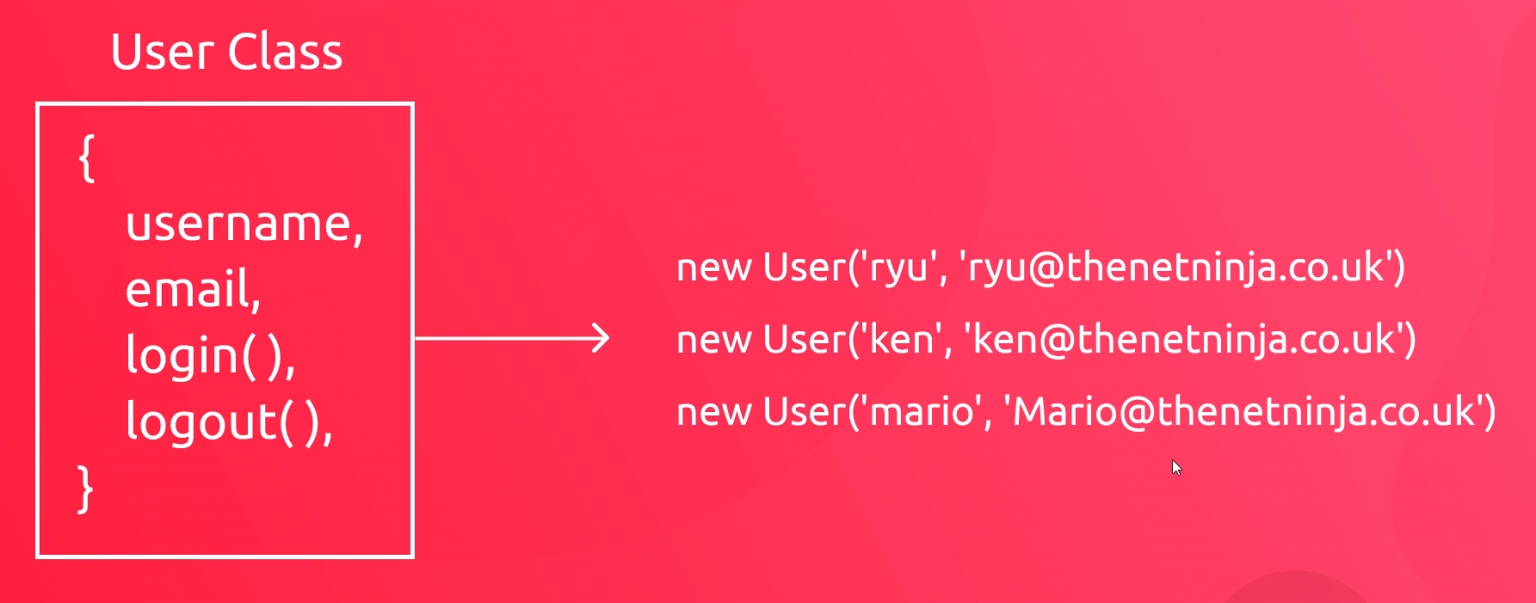 User Class
{
username,
email,
login( ),
logout( ),
}
new User('ryu', 'ryu@thenetninja.co.uk')
new User('ken', 'ken@thenetninja.co.uk')
new User('mario', 'Mario@thenetninja.co.uk')